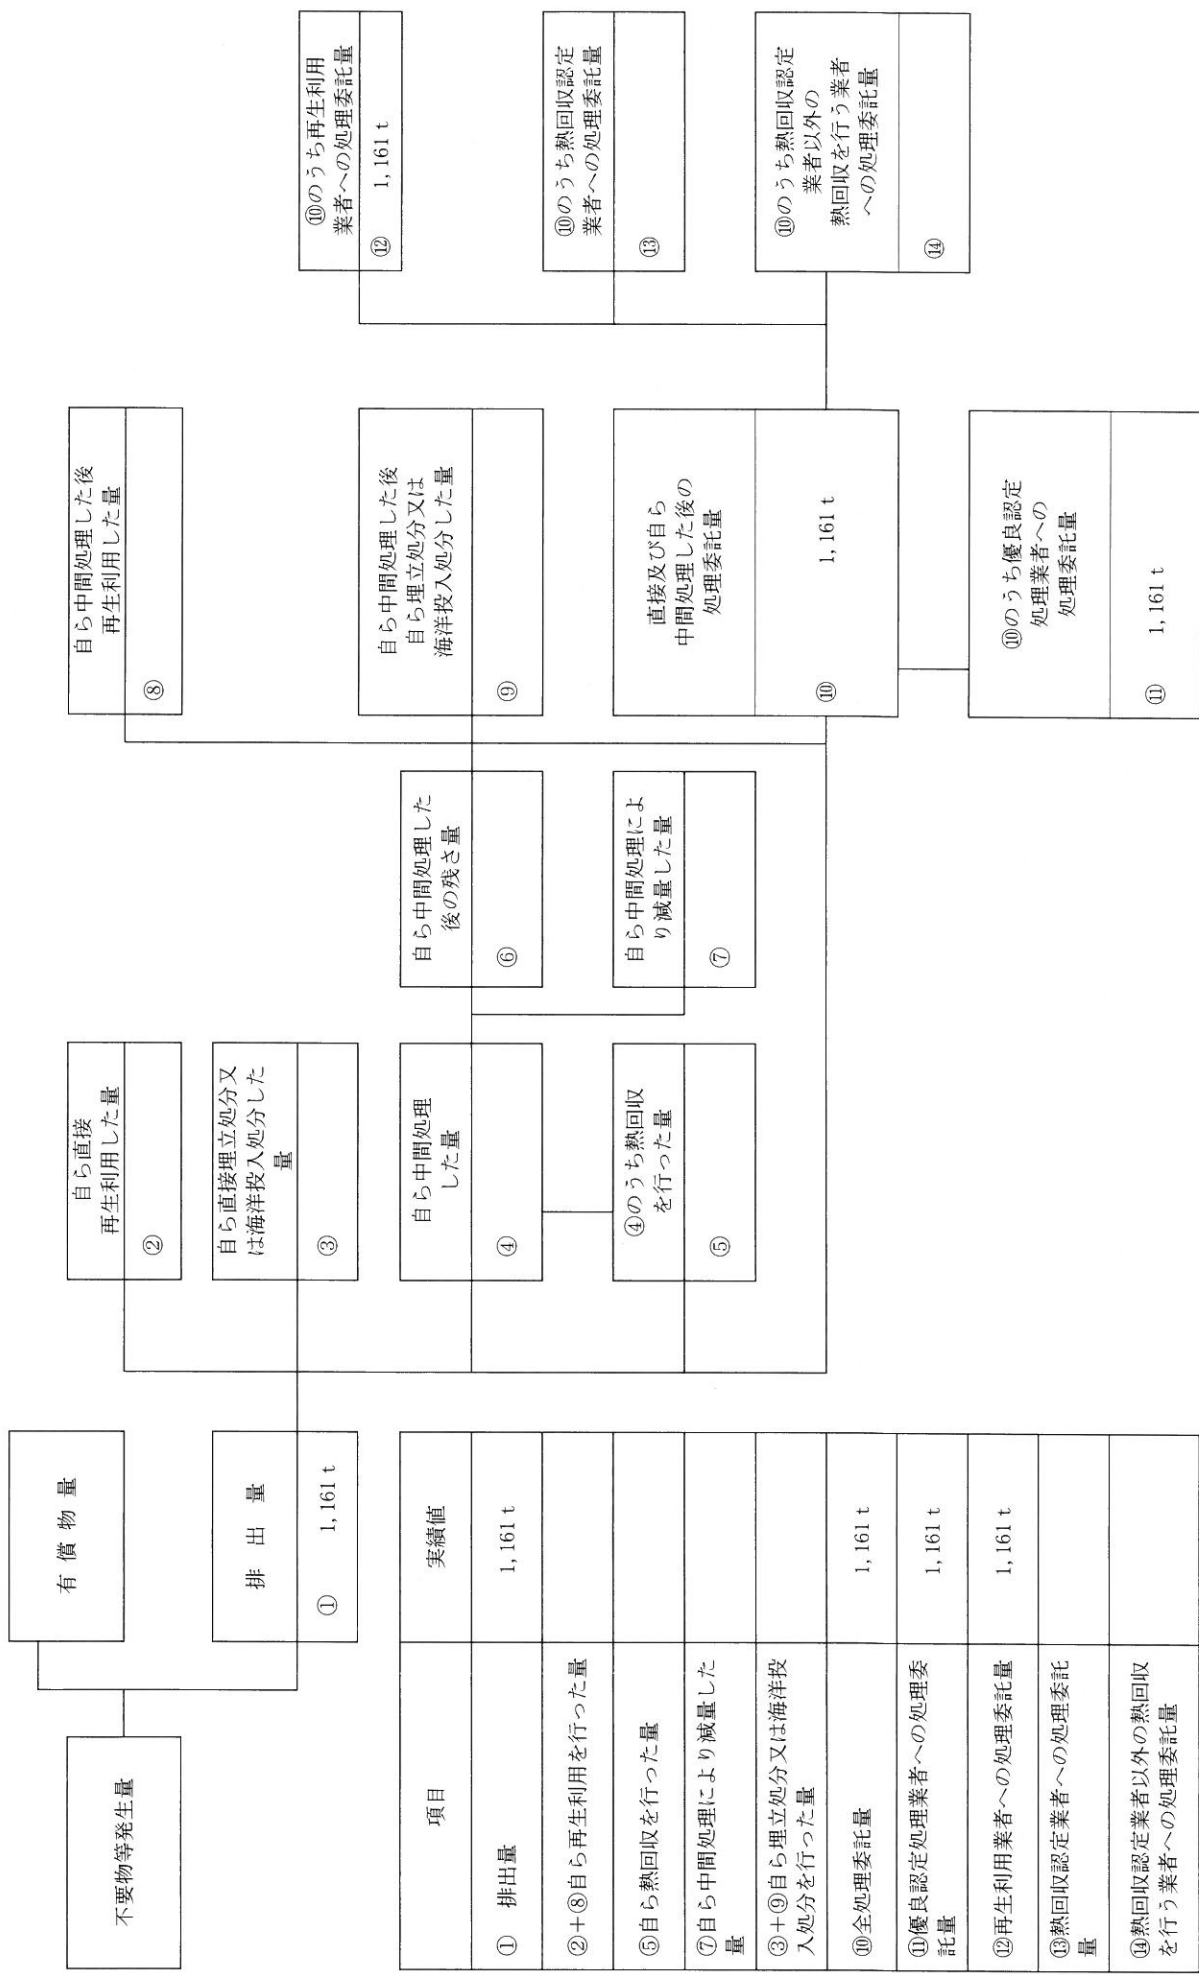 不要物等発生量
有償物量
排出量
① 1,161 t
自ら直接
再生利用した量
②
自ら直接埋立処分又
は海洋投入処分した
量
③
自ら中間処理
した量
④
④のうち熱回収
を行った量
⑤
自ら中間処理した
後の残さ量
⑥
自ら中間処理によ
り減量した量
⑦
自ら中間処理した後
再生利用した量
⑧
自ら中間処理した後
自ら埋立処分又は
海洋投入処分した量
⑨
直接及び自ら
中間処理した後の
処理委託量
⑩ 1,161 t
⑩のうち優良認定
処理業者への
処理委託量
⑪ 1,161 t
⑩のうち再生利用
業者への処理委託量
⑫ 1,161 t
⑩のうち熱回収認定
業者への処理委託量
⑬
⑩のうち熱回収認定
業者以外の
熱回収を行う業者
への処理委託量
⑭
項目 実績値
① 排出量 1,161 t
②+⑧自ら再生利用を行った量
⑤自ら熱回収を行った量
⑦自ら中間処理により減量した
量
③+⑨自ら埋立処分又は海洋投
入処分を行った量
⑩全処理委託量 1,161 t
⑪優良認定処理業者への処理委
託量 1,161 t
⑫再生利用業者への処理委託量 1,161 t
⑬熱回収認定業者への処理委託
量
⑭熱回収認定業者以外の熱回収
を行う業者への処理委託量